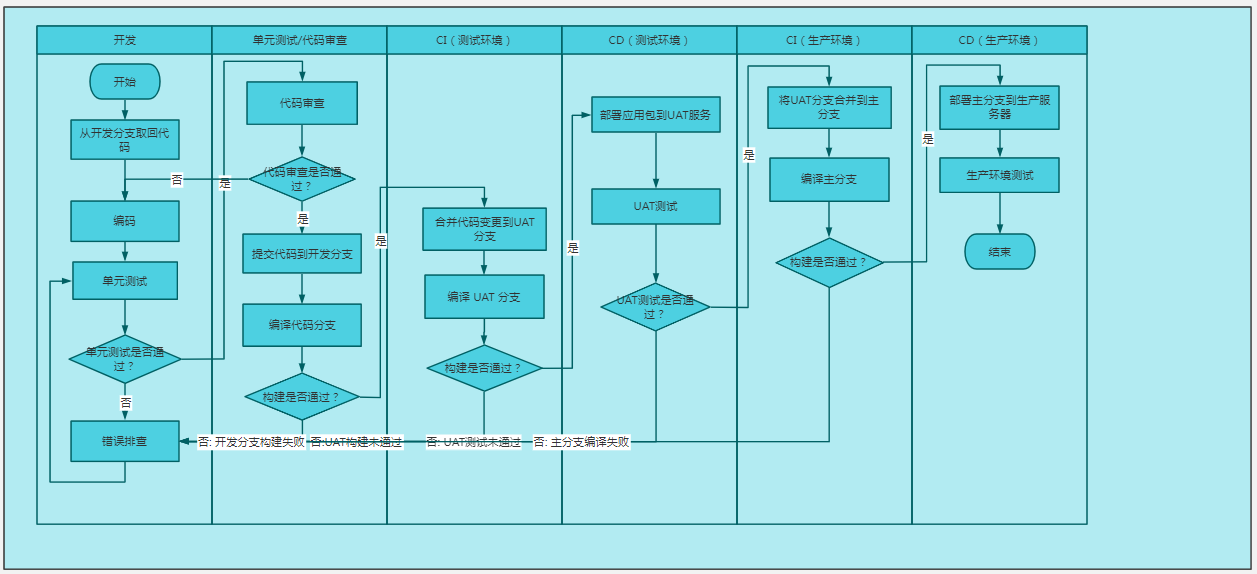 开发
单元测试/代码审查
CI（测试环境）
CD（测试环境）
CI（生产环境）
CD（生产环境）
开始
从开发分支取回代
码
否
编码
单元测试
单元测试是否通
过？
否
错误排查
是
代码审查
代码审查是否通
过？
是
提交代码到开发分支
编译代码分支
构建是否通过？
是
合并代码变更到UAT
分支
编译 UAT 分支
构建是否通过？
是
部署应用包到UAT服务
UAT测试
UAT测试是否通
过？
是
将UAT分支合并到主
分支
编译主分支
构建是否通过？
是
部署主分支到生产服
务器
生产环境测试
结束
否: 开发分支构建失败
否:UAT构建未通过
否: UAT测试未通过
否: 主分支编译失败